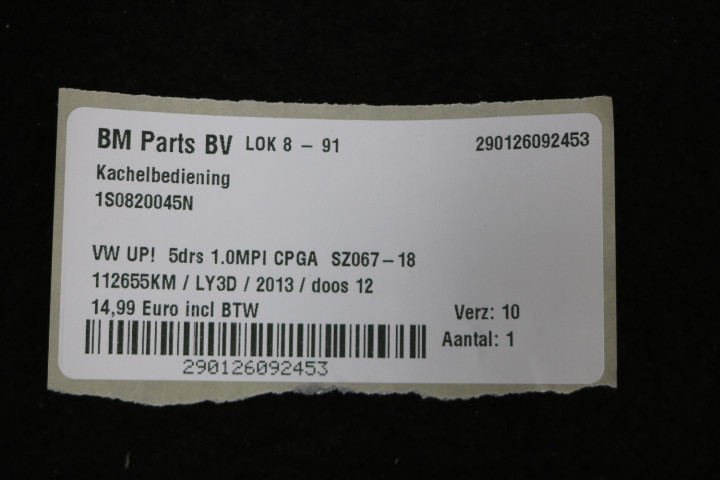 BM Parts BV LOK 8 - 91 290126092453
Kachelbediening
1S0820045N
VW UP! 5drs 1.0MPI CPGA SZ067-18
112655KM / LY3D / 2013 / doos 12
14,99 Euro incl BTW Verz: 10
Aantal: 1
290126092453